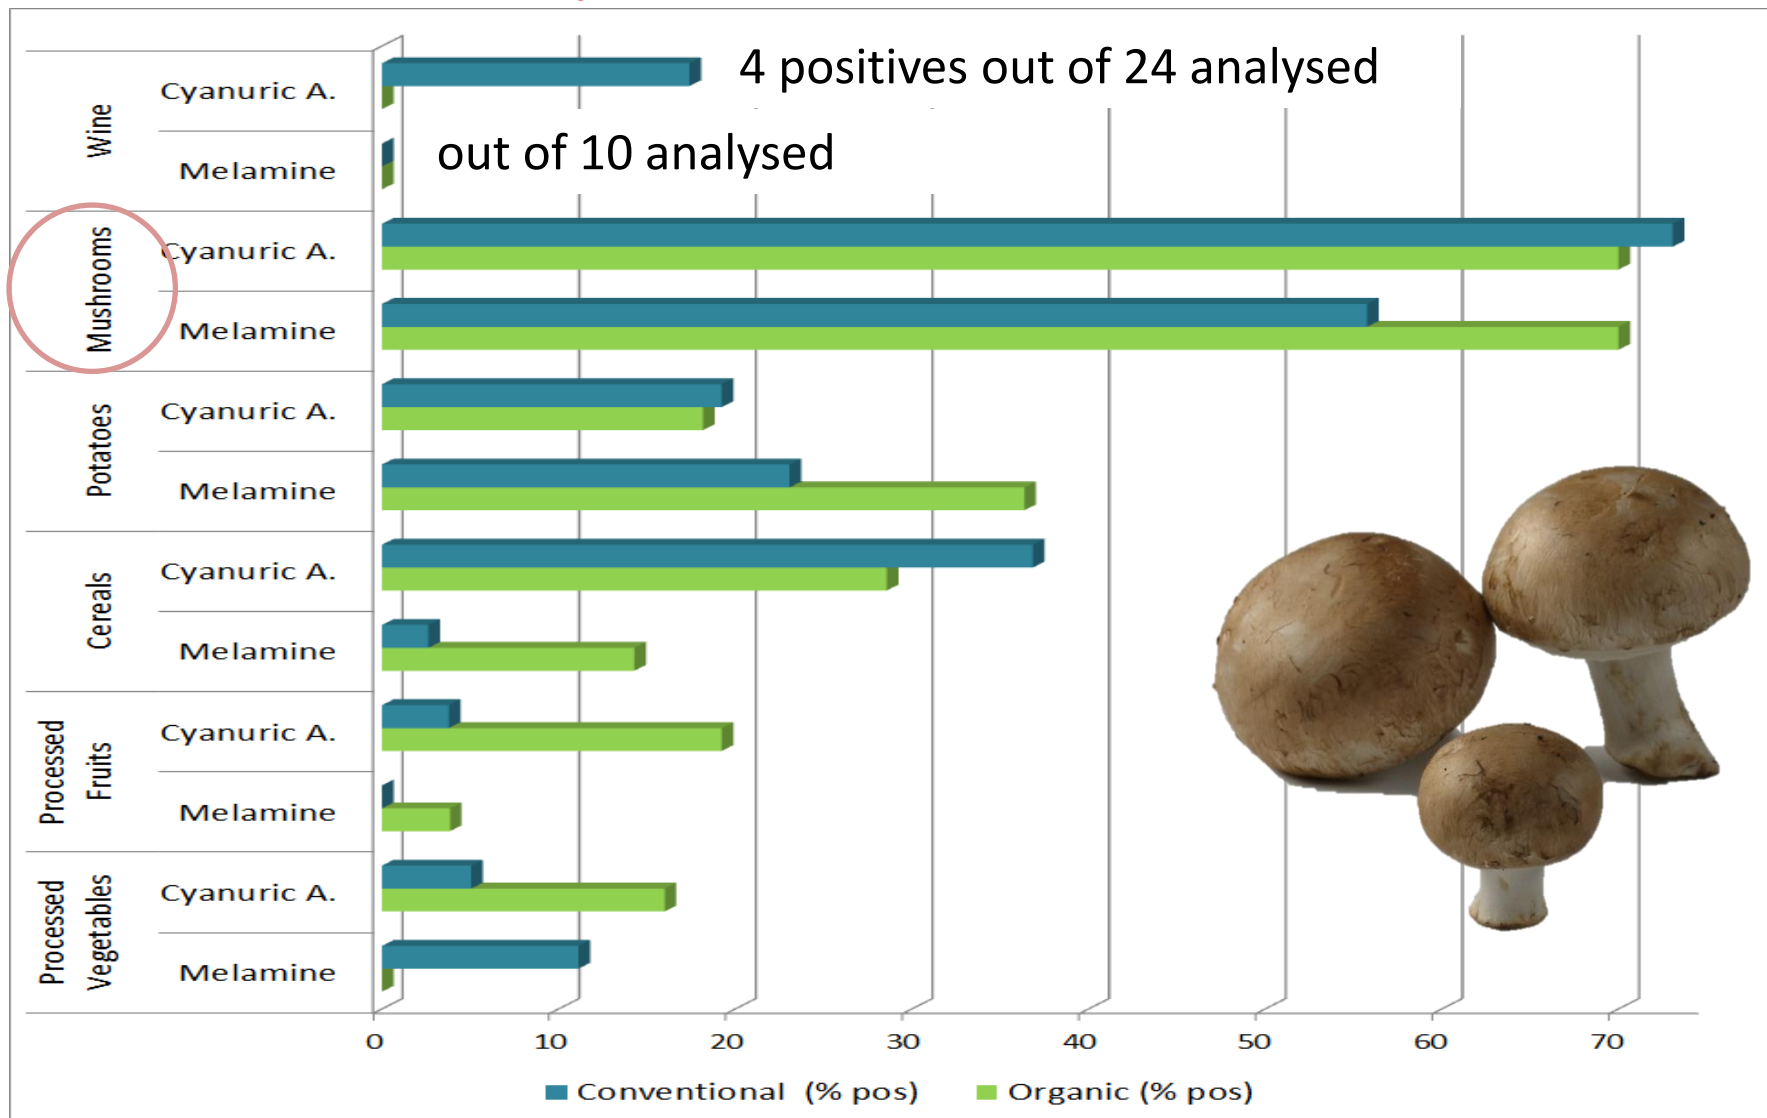 4 positives out of 24 analysed
out of 10 analysed
Wine
Cyanuric A.
Melamine
Mushrooms
Cyanuric A.
Melamine
Potatoes
Cyanuric A.
Melamine
Cereals
Cyanuric A.
Melamine
Processed
Fruits
Cyanuric A.
Melamine
Processed
Vegetables
Cyanuric A.
Melamine
0 10 20 30 40 50 60 70
Conventional (% pos) Organic (% pos)